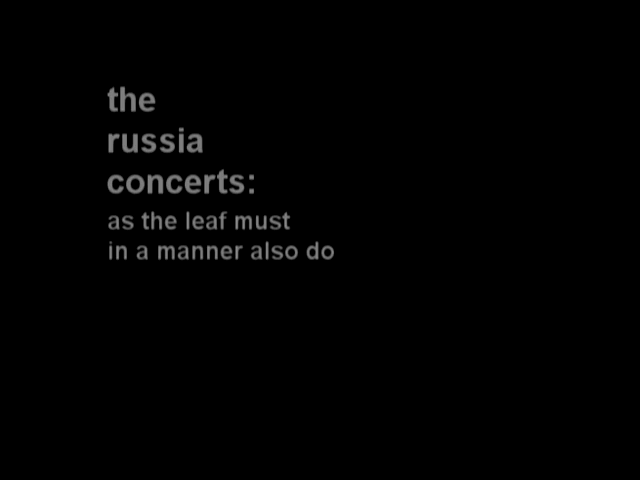 the
russia
concerts:
as the leaf must
in a manner also do